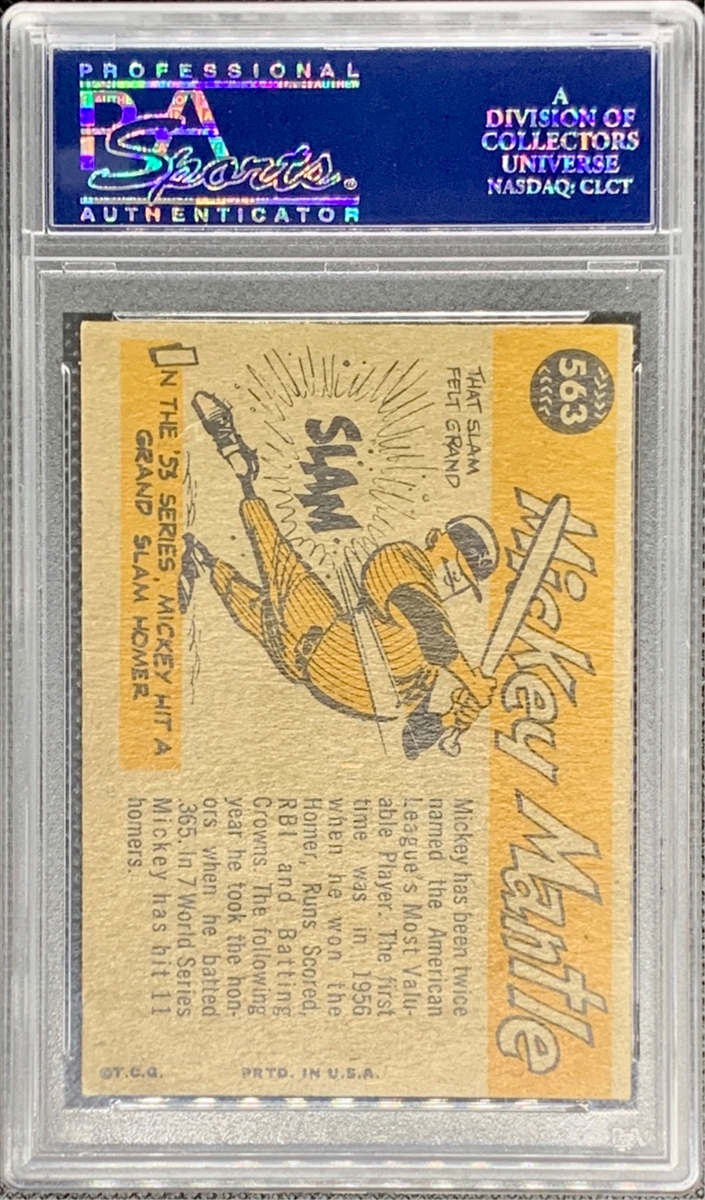 PROFESSIONAL
PSA
Sports
AUTHENTICATOR
A
DIVISION OF
COLLECTORS
UNIVERSE
NASDAQ: CLCT
563
Mickey Mantle
THAT SLAM
FELT GRAND
SLAM
IN THE '53 SERIES, MICKEY HIT A
GRAND SLAM HOMER
Mickey has been twice
named the American
League's Most Valu-
able Player. The first
time was in 1956
when he won the
Homer, Runs Scored,
RBI and Batting
Crowns. The following
year he took the hon-
ors when he batted
.365. In 7 World Series
Mickey has hit 11
homers.
©T.C.G.
PRTD. IN U.S.A.